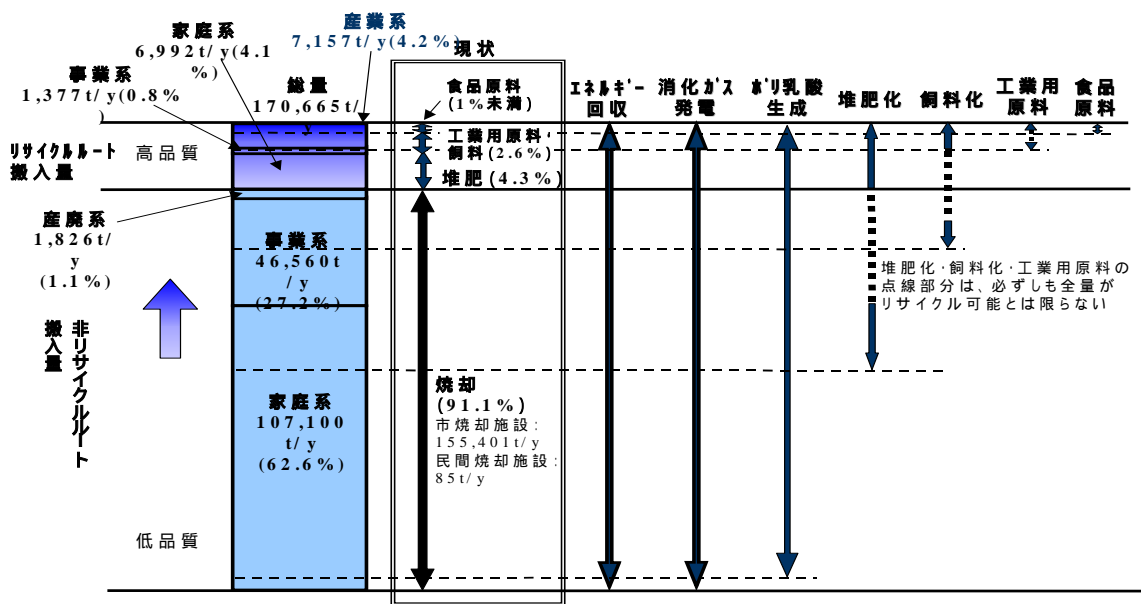 家庭系
6,992t/y(4.1
%)
産業系
7,157t/y(4.2%)
事業系
1,377t/y(0.8%
)
総量
170,665t/
y
現状
食品原料
(1%未満)
工業用原料・
飼料(2.6%)
堆肥(4.3%)
エネルギー
回収
消化ガス
発電
ポリ乳酸
生成
堆肥化
飼料化
工業用
原料
食品
原料
リサイクルルート
搬入量
高品質
産廃系
1,826t/
y
(1.1%)
事業系
46,560t
/y
(27.2%)
堆肥化・飼料化・工業用原料の
点線部分は、必ずしも全量が
リサイクル可能とは限らない
非リサイクルルート
搬入量
家庭系
107,100
t/y
(62.6%)
焼却
(91.1%)
市焼却施設:
155,401t/y
民間焼却施設:
85t/y
低品質